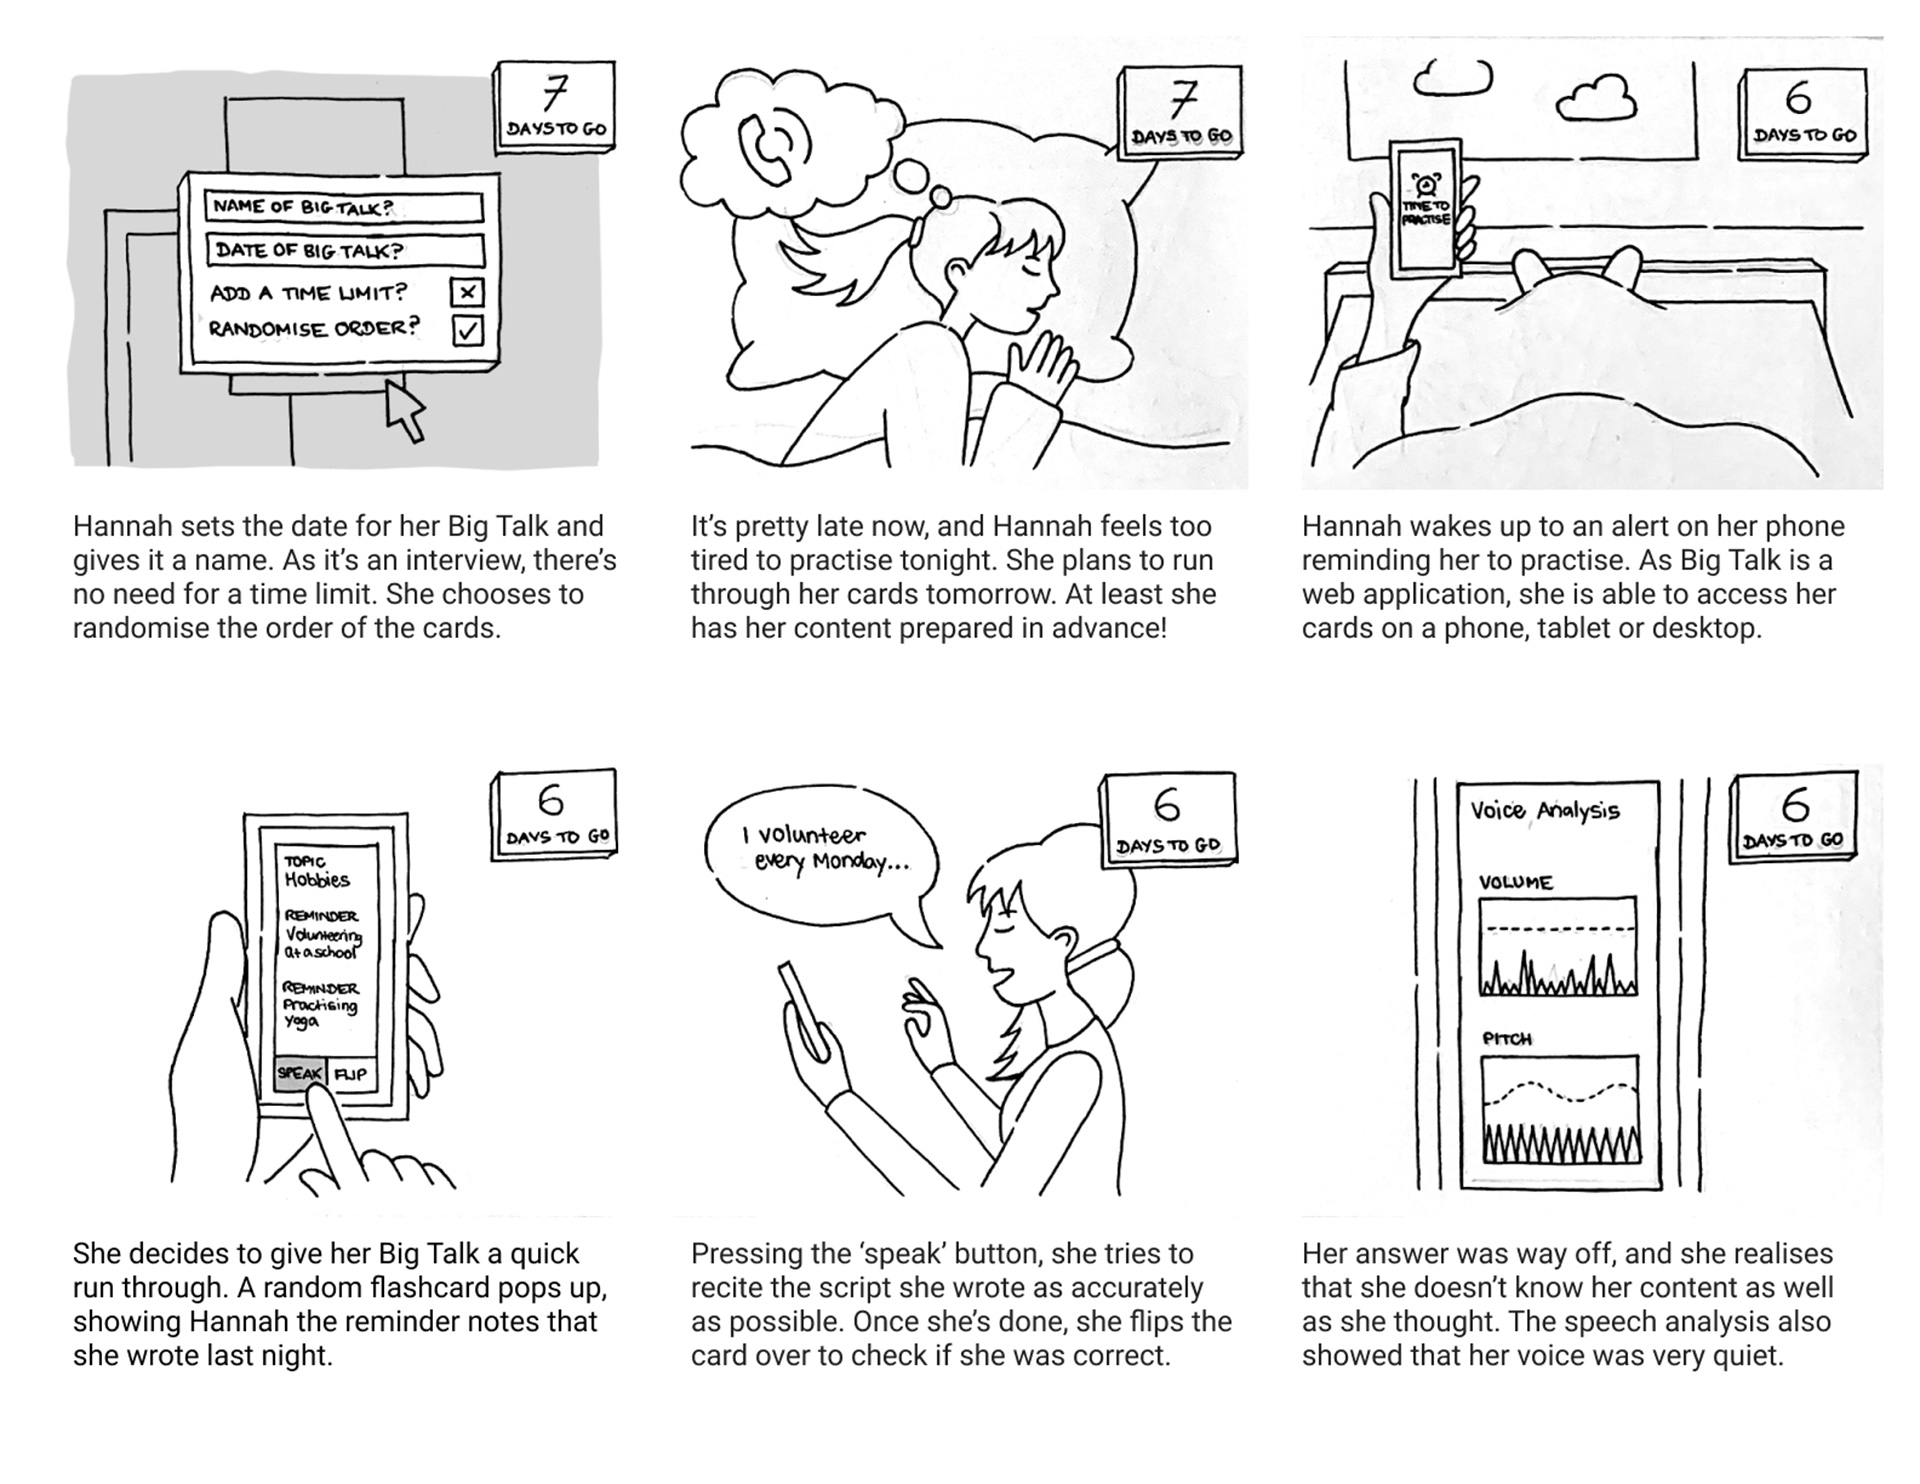 7
DAYS TO GO
NAME OF BIG TALK?
DATE OF BIG TALK?
ADD A TIME LIMIT?
RANDOMISE ORDER?
Hannah sets the date for her Big Talk and
gives it a name. As it's an interview, there's
no need for a time limit. She chooses to
randomise the order of the cards.
7
DAYS TO GO
It's pretty late now, and Hannah feels too
tired to practise tonight. She plans to run
through her cards tomorrow. At least she
has her content prepared in advance!
6
DAYS TO GO
TIME TO
PRACTISE
Hannah wakes up to an alert on her phone
reminding her to practise. As Big Talk is a
web application, she is able to access her
cards on a phone, tablet or desktop.
6
DAYS TO GO
TOPIC
Hobbies
REMINDER
Volunteering
at a school
REMINDER
Practising
yoga
SPEAK FLIP
She decides to give her Big Talk a quick
run through. A random flashcard pops up,
showing Hannah the reminder notes that
she wrote last night.
6
DAYS TO GO
I volunteer
every Monday...
Pressing the ‘speak’ button, she tries to
recite the script she wrote as accurately
as possible. Once she's done, she flips the
card over to check if she was correct.
6
DAYS TO GO
Voice Analysis
VOLUME
PITCH
Her answer was way off, and she realises
that she doesn't know her content as well
as she thought. The speech analysis also
showed that her voice was very quiet.